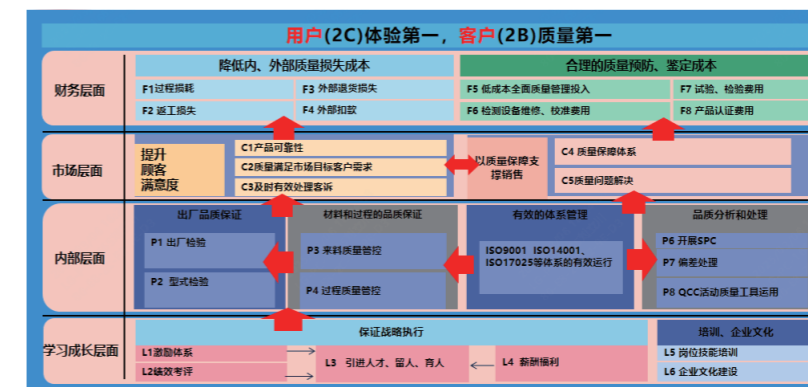 用户(2C)体验第一，客户(2B)质量第一
财务层面
降低内、外部质量损失成本
F1过程损耗
F3 外部退货损失
F2 返工损失
F4 外部扣款
合理的质量预防、鉴定成本
F5 低成本全面质量管理投入
F7 试验、检验费用
F6 检测设备维修、校准费用
F8 产品认证费用
市场层面
提升
顾客
满意度
C1产品可靠性
C2质量满足市场目标客户需求
C3及时有效处理客诉
以质量保障支
撑销售
C4 质量保障体系
C5质量问题解决
内部层面
出厂品质保证
P1 出厂检验
P2 型式检验
材料和过程的品质保证
P3 来料质量管控
P4 过程质量管控
有效的体系管理
ISO9001 ISO14001、
ISO17025等体系的有效运行
品质分析和处理
P6 开展SPC
P7 偏差处理
P8 QCC活动质量工具运用
学习成长层面
保证战略执行
L1激励体系
L2绩效考评
L3 引进人才、留人、育人
L4 薪酬福利
培训、企业文化
L5 岗位技能培训
L6 企业文化建设